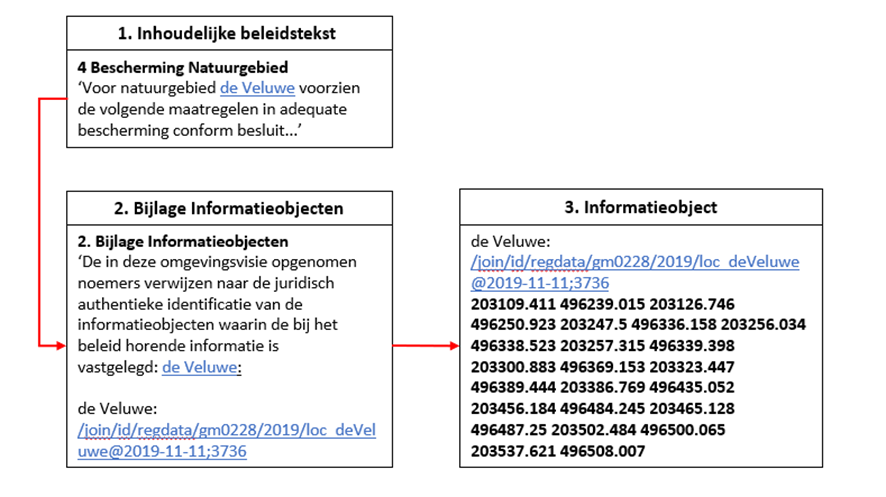 1. Inhoudelijke beleidstekst
4 Bescherming Natuurgebied
‘Voor natuurgebied de Veluwe voorzien
de volgende maatregelen in adequate
bescherming conform besluit...’
2. Bijlage Informatieobjecten
2. Bijlage Informatieobjecten
‘De in deze omgevingsvisie opgenomen
noemers verwijzen naar de juridisch
authentieke identificatie van de
informatieobjecten waarin de bij het
beleid horende informatie is
vastgelegd: de Veluwe:
de Veluwe:
/join/id/regdata/gm0228/2019/loc_deVel
uwe@2019-11-11;3736
3. Informatieobject
de Veluwe:
/join/id/regdata/gm0228/2019/loc_deVeluwe
@2019-11-11;3736
203109.411 496239.015 203126.746
496250.923 203247.5 496336.158 203256.034
496338.523 203257.315 496339.398
203300.883 496369.153 203323.447
496389.444 203386.769 496435.052
203456.184 496484.245 203465.128
496487.25 203502.484 496500.065
203537.621 496508.007